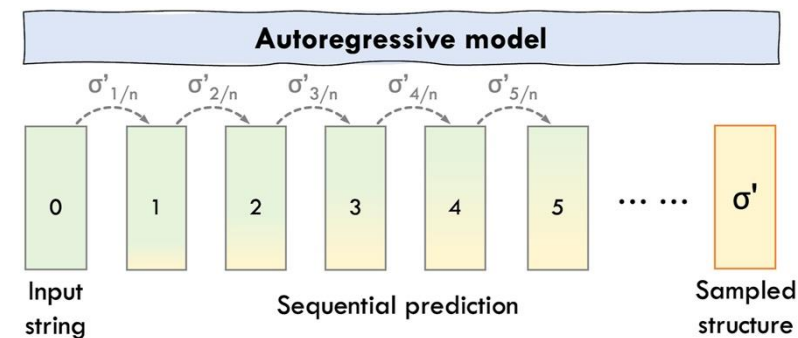 Autoregressive model
σ'1/n σ'2/n σ'3/n σ'4/n σ'5/n
0 1 2 3 4 5 ... ... σ'
Input
string
Sequential prediction
Sampled
structure